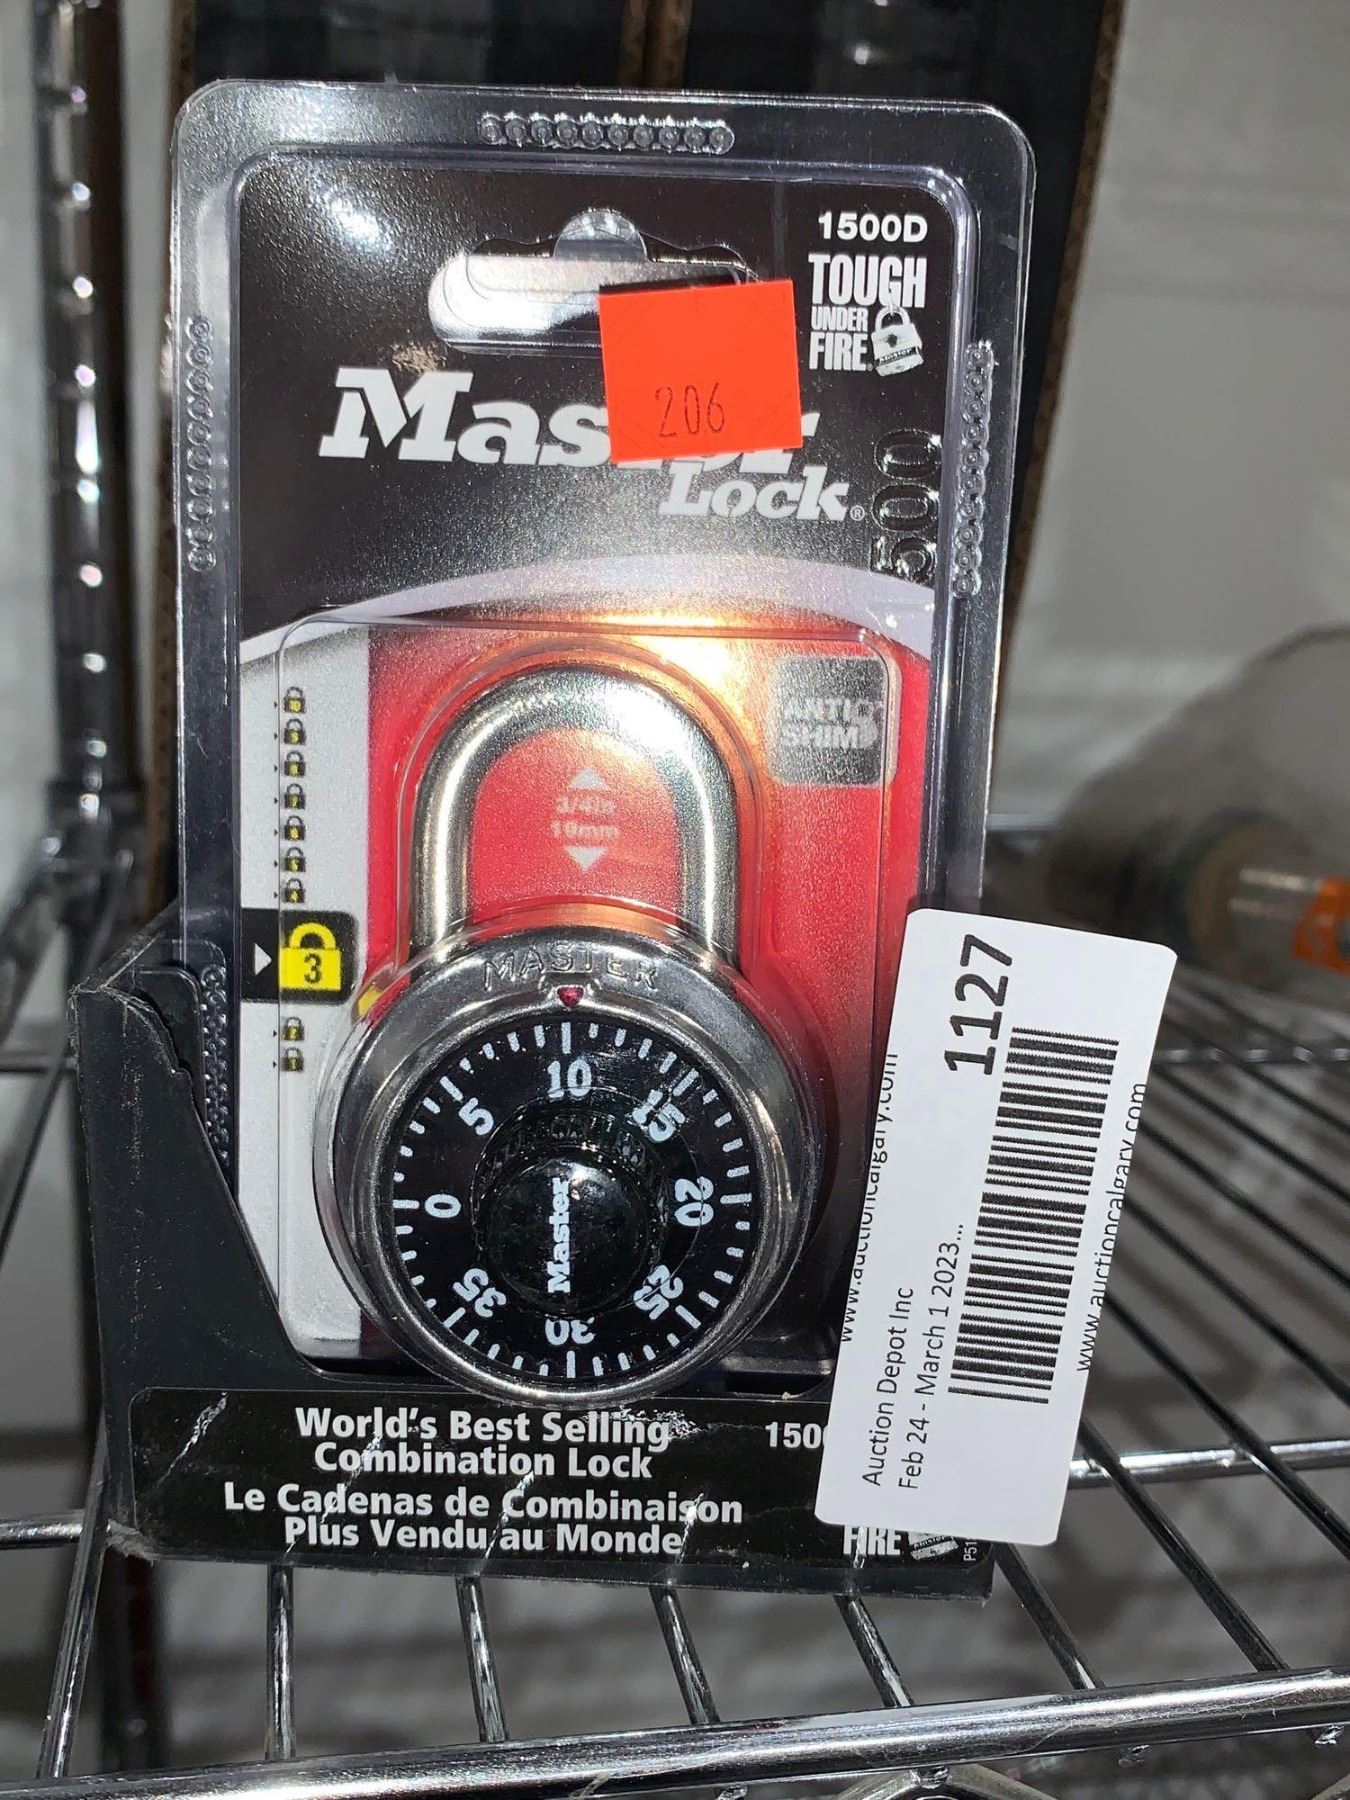 1500D
TOUGH
UNDER
FIRE
206
Lock®
500
ANTI
SHIM
3/4in
19mm
3
MASTER
10
5
15
0
20
35
25
30
Master
1127
www.auctioncalgary.com
Auction Depot Inc
Feb 24 - March 1 2023...
www.auctioncalgary.com
World's Best Selling
Combination Lock
Le Cadenas de Combinaison
Plus Vendu au Monde
FIRE